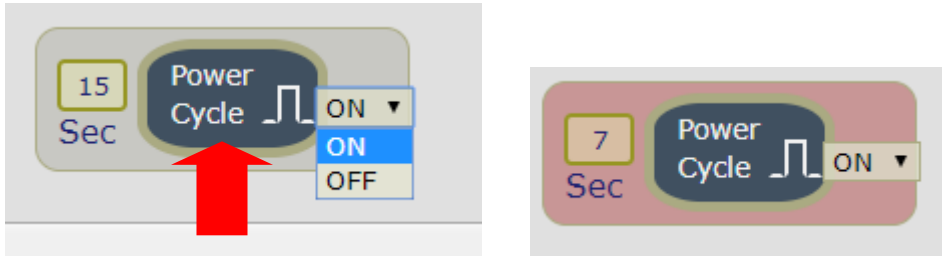 15
Sec
Power
Cycle
ON
ON
OFF
7
Sec
Power
Cycle
ON